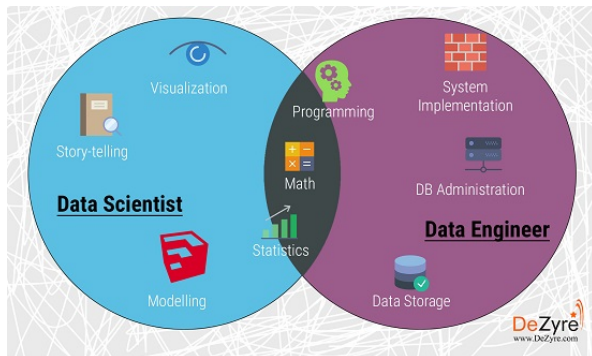 Visualization
Story-telling
Data Scientist
Modelling
Programming
Math
Statistics
System
Implementation
DB Administration
Data Engineer
Data Storage
DeZyre
www.DeZyre.com